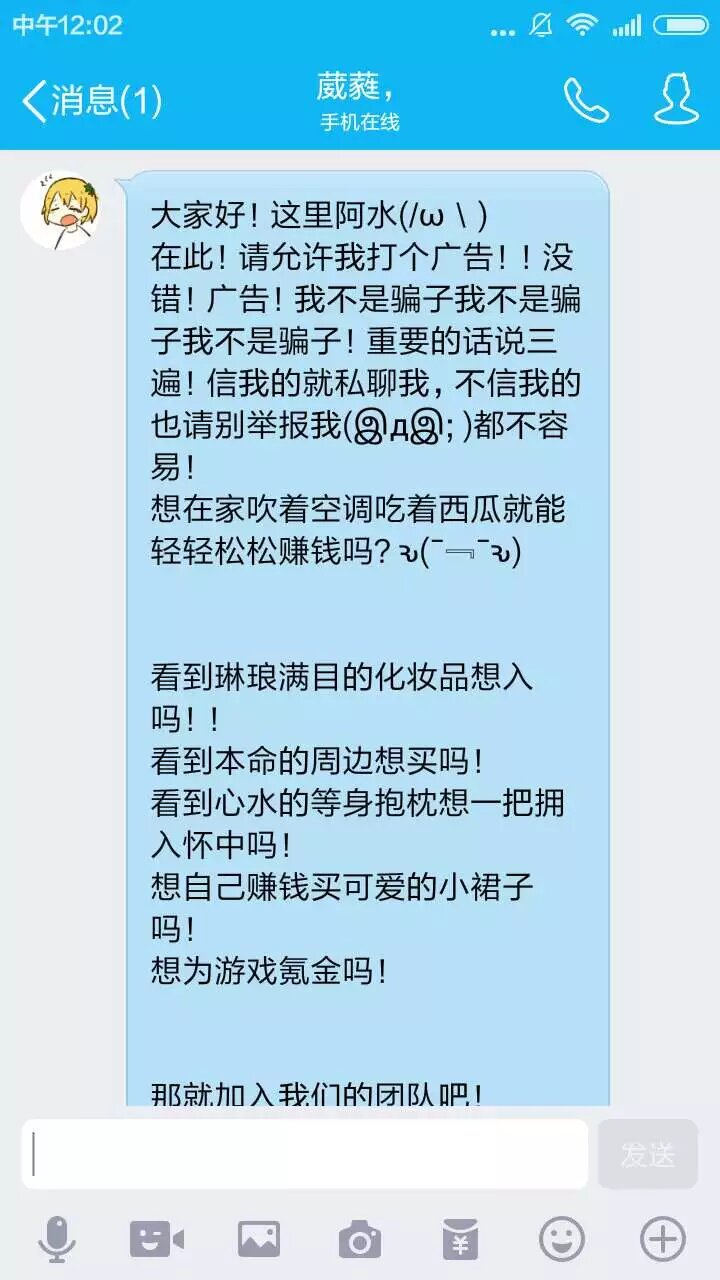 中午12:02
消息(1)
葳蕤，
手机在线
大家好！这里阿水(/ω＼)
在此！请允许我打个广告！！没
错！广告！我不是骗子我不是骗
子我不是骗子！重要的话说三
遍！信我的就私聊我，不信我的
也请别举报我(இдஇ; )都不容
易！
想在家吹着空调吃着西瓜就能
轻轻松松赚钱吗？ԅ(¯﹃¯ԅ)
看到琳琅满目的化妆品想入
吗！！
看到本命的周边想买吗！
看到心水的等身抱枕想一把拥
入怀中吗！
想自己赚钱买可爱的小裙子
吗！
想为游戏氪金吗！
那就加入我们的团队吧！
发送